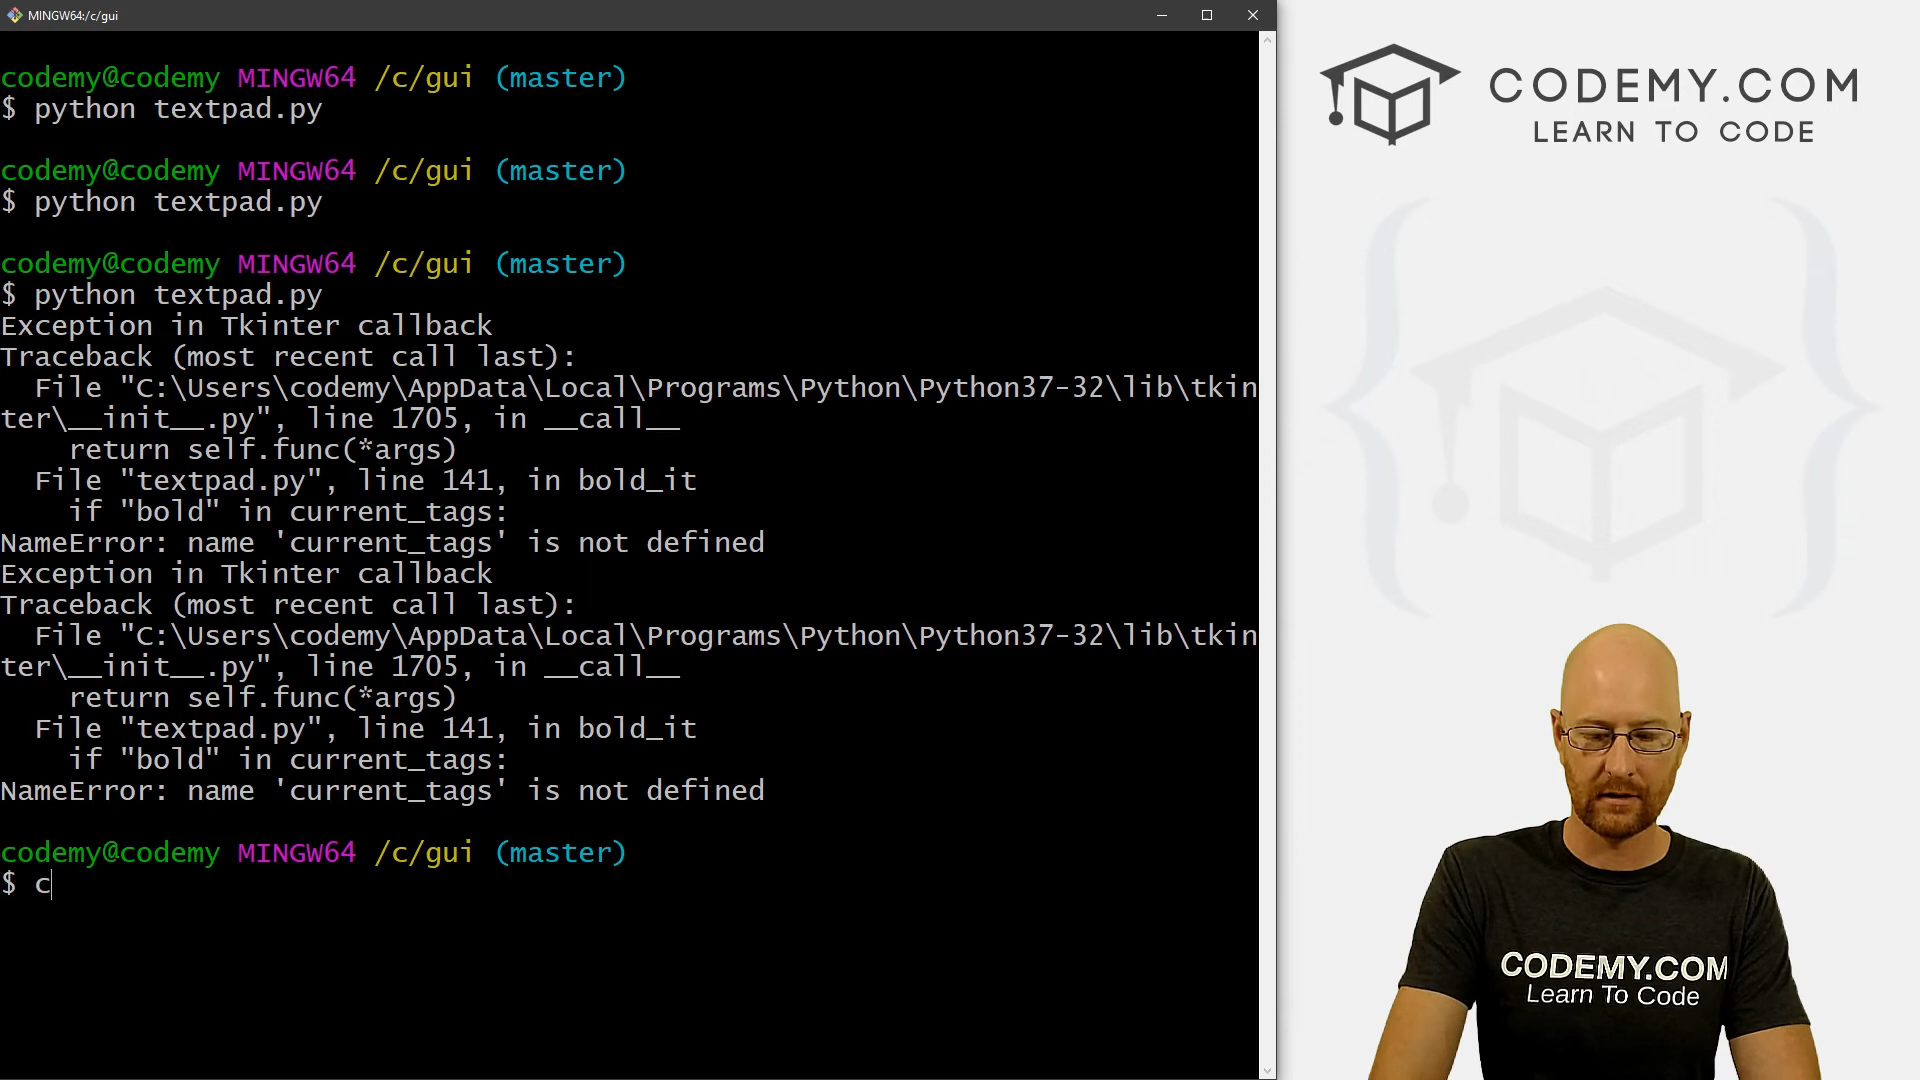 MINGW64:/c/gui
codemy@codemy MINGW64 /c/gui (master)
$ python textpad.py
codemy@codemy MINGW64 /c/gui (master)
$ python textpad.py
codemy@codemy MINGW64 /c/gui (master)
$ python textpad.py
Exception in Tkinter callback
Traceback (most recent call last):
  File "C:\Users\codemy\AppData\Local\Programs\Python\Python37-32\lib\tkin
ter\__init__.py", line 1705, in __call__
    return self.func(*args)
  File "textpad.py", line 141, in bold_it
    if "bold" in current_tags:
NameError: name 'current_tags' is not defined
Exception in Tkinter callback
Traceback (most recent call last):
  File "C:\Users\codemy\AppData\Local\Programs\Python\Python37-32\lib\tkin
ter\__init__.py", line 1705, in __call__
    return self.func(*args)
  File "textpad.py", line 141, in bold_it
    if "bold" in current_tags:
NameError: name 'current_tags' is not defined
codemy@codemy MINGW64 /c/gui (master)
$ c
CODEMY.COM
LEARN TO CODE
CODEMY.COM
Learn To Code